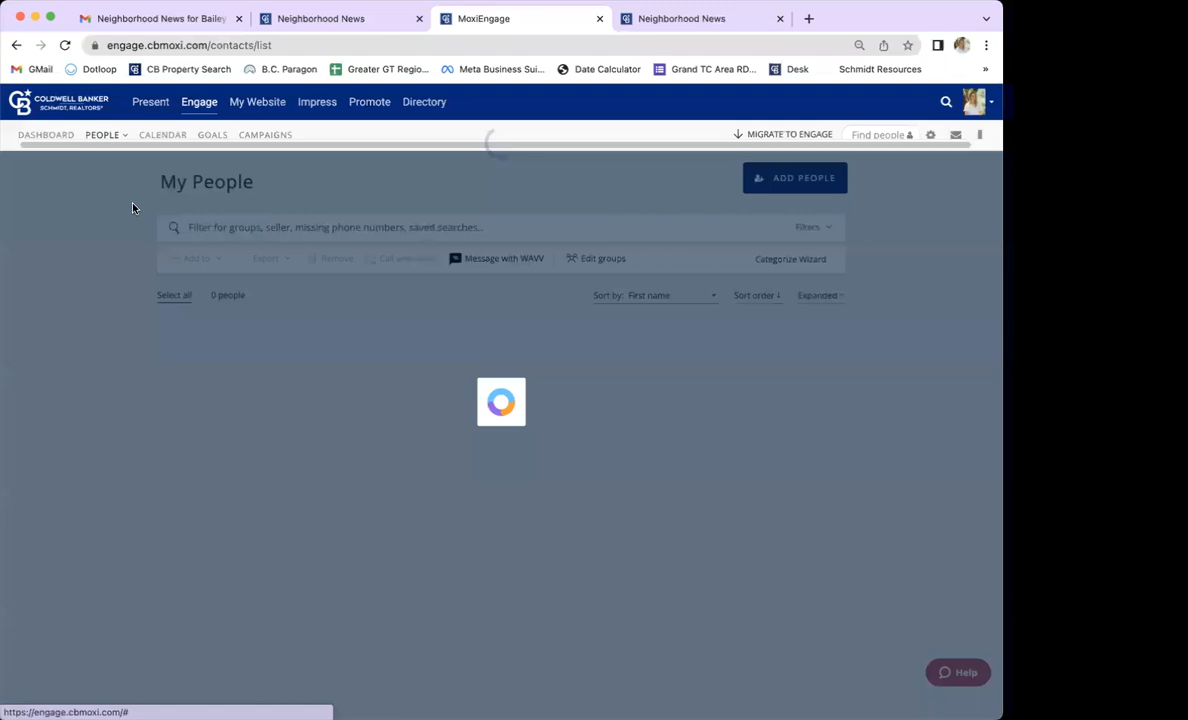 Neighborhood News for Bailey
Neighborhood News
MoxiEngage
Neighborhood News
engage.cbmoxi.com/contacts/list
GMail
Dotloop
CB Property Search
B.C. Paragon
Greater GT Regio...
Meta Business Sui...
Date Calculator
Grand TC Area RD...
Desk
Schmidt Resources
»
COLDWELL BANKER
SCHMIDT, REALTORS®
Present
Engage
My Website
Impress
Promote
Directory
DASHBOARD
PEOPLE
CALENDAR
GOALS
CAMPAIGNS
MIGRATE TO ENGAGE
Find people
My People
ADD PEOPLE
Filter for groups, seller, missing phone numbers, saved searches...
Filters
Add to
Export
Remove
Message with WAVV
Edit groups
Categorize Wizard
Select all
0 people
Sort by: First name
Sort order
Expanded
Help
https://engage.cbmoxi.com/#